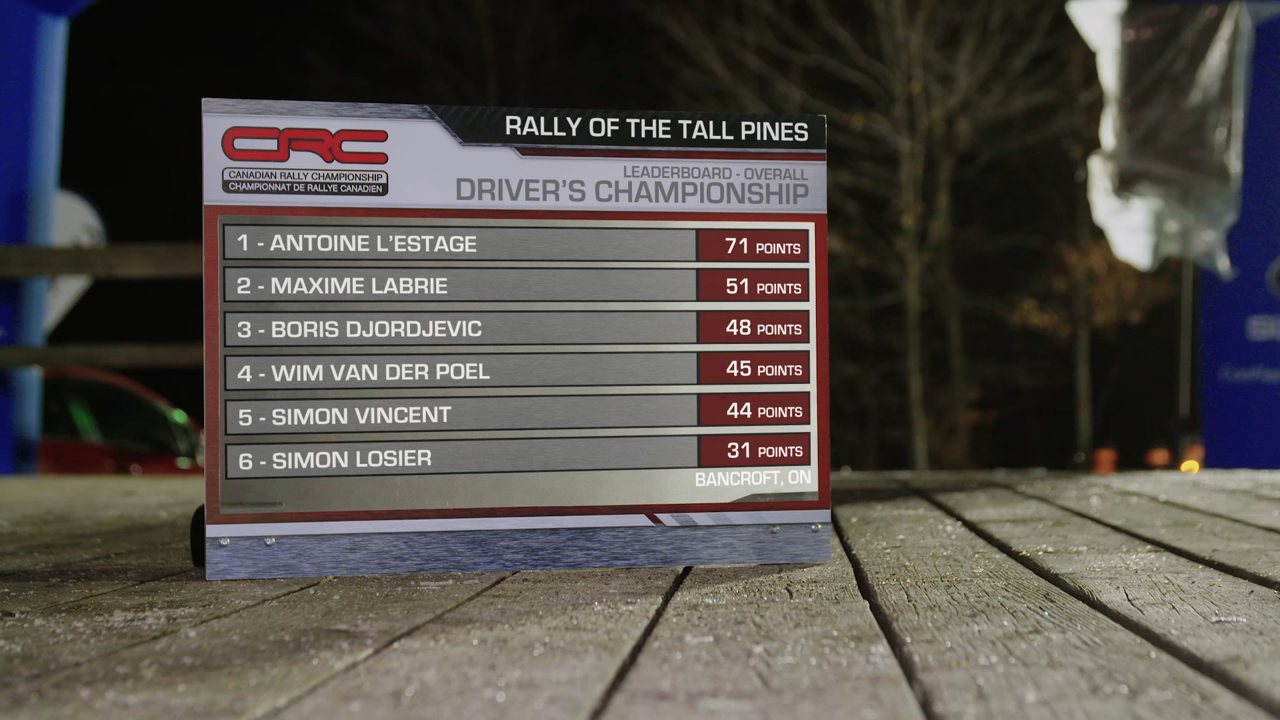 RALLY OF THE TALL PINES
CRC
CANADIAN RALLY CHAMPIONSHIP
CHAMPIONNAT DE RALLYE CANADIEN
LEADERBOARD - OVERALL
DRIVER'S CHAMPIONSHIP
1 - ANTOINE L'ESTAGE 71 POINTS
2 - MAXIME LABRIE 51 POINTS
3 - BORIS DJORDJEVIC 48 POINTS
4 - WIM VAN DER POEL 45 POINTS
5 - SIMON VINCENT 44 POINTS
6 - SIMON LOSIER 31 POINTS
BANCROFT, ON